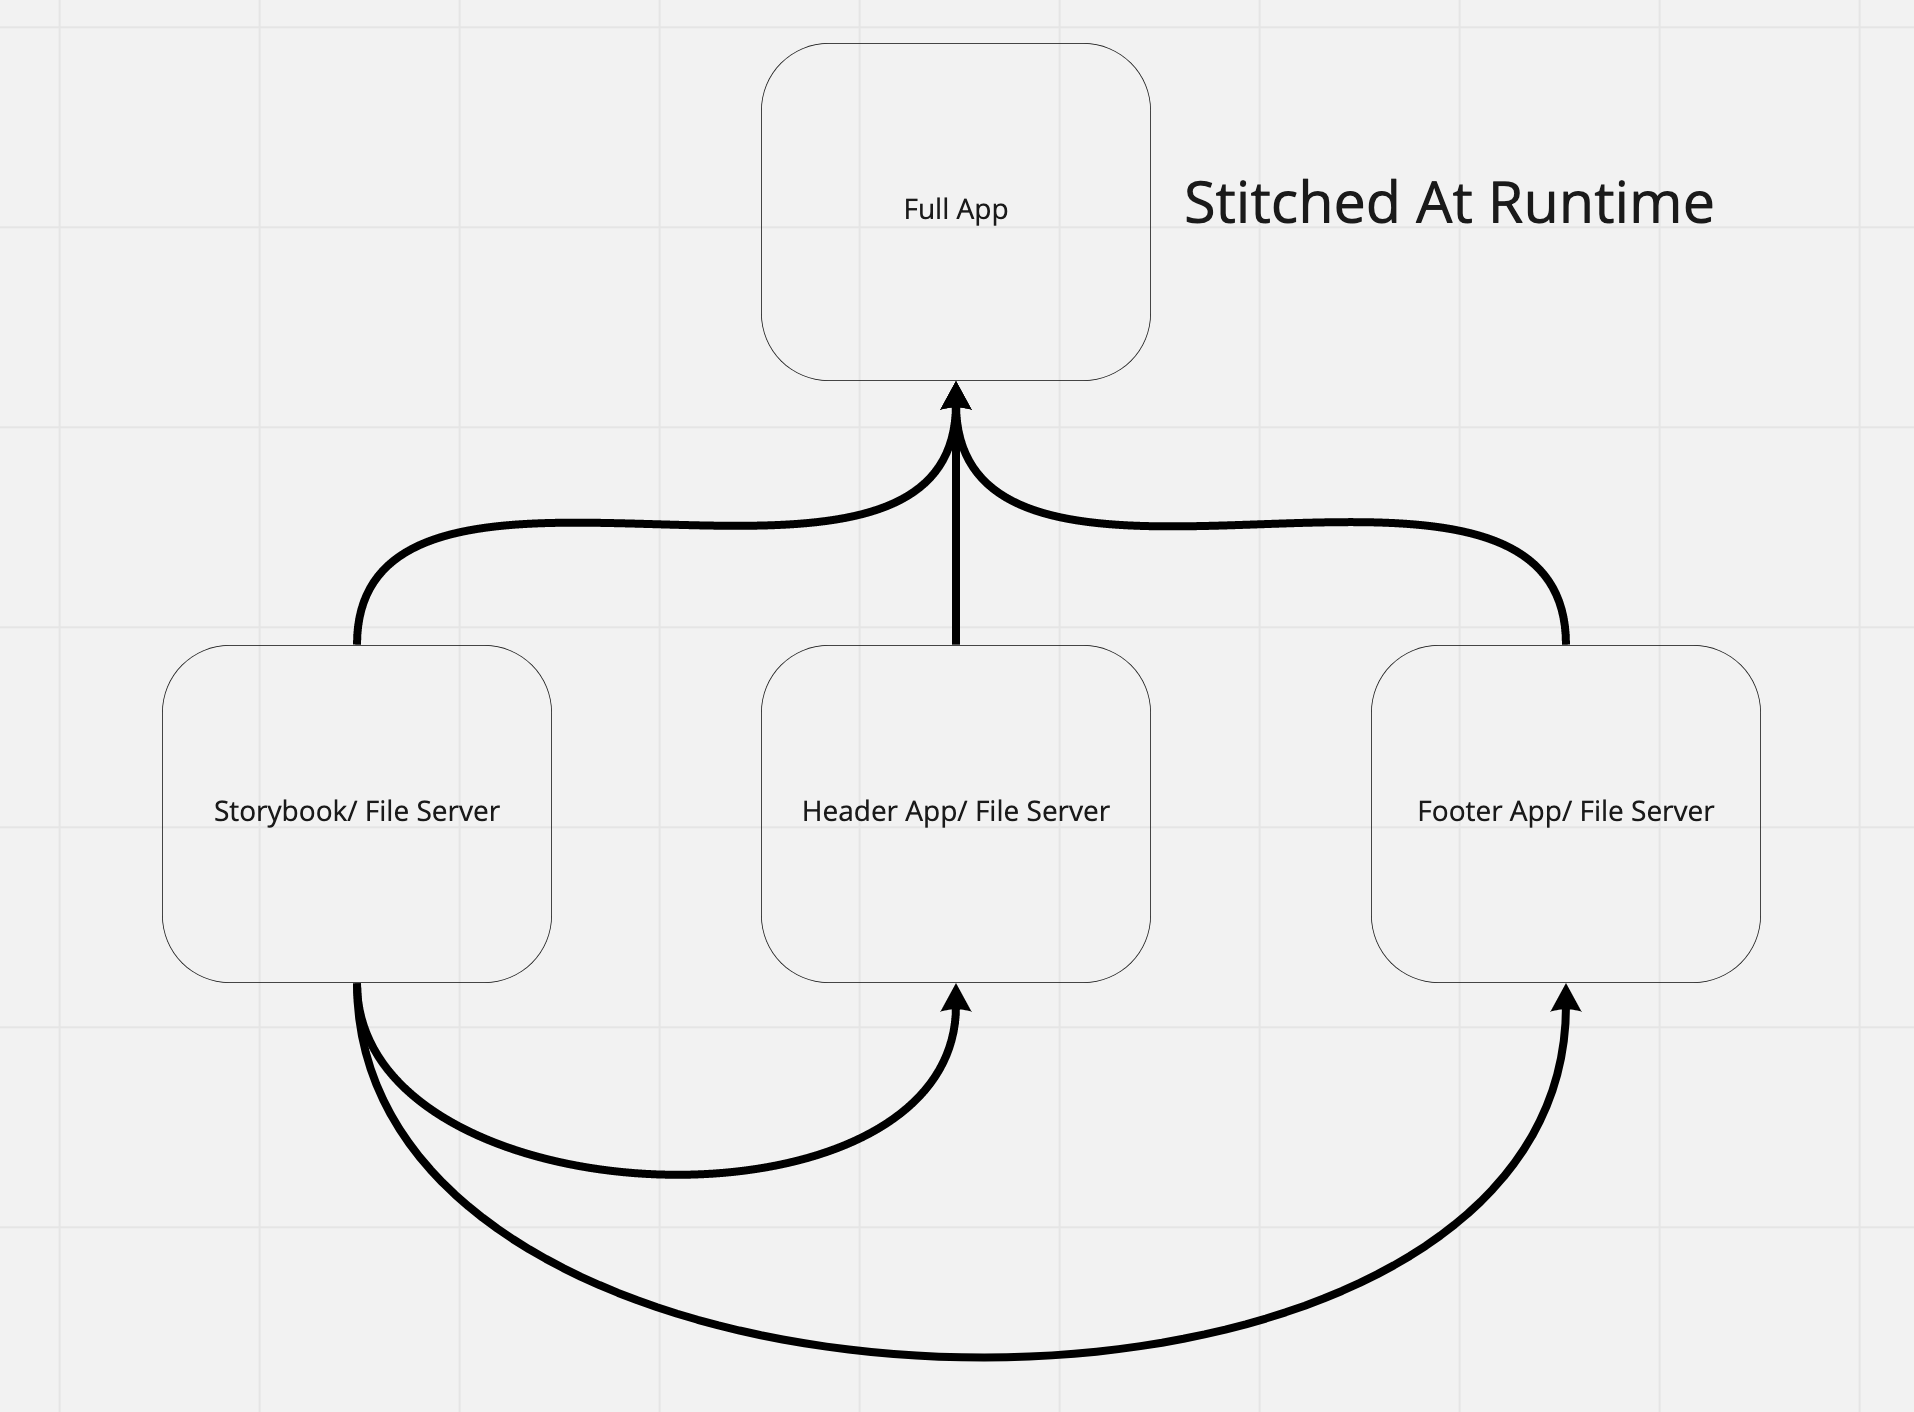 Full App
Stitched At Runtime
Storybook/ File Server
Header App/ File Server
Footer App/ File Server